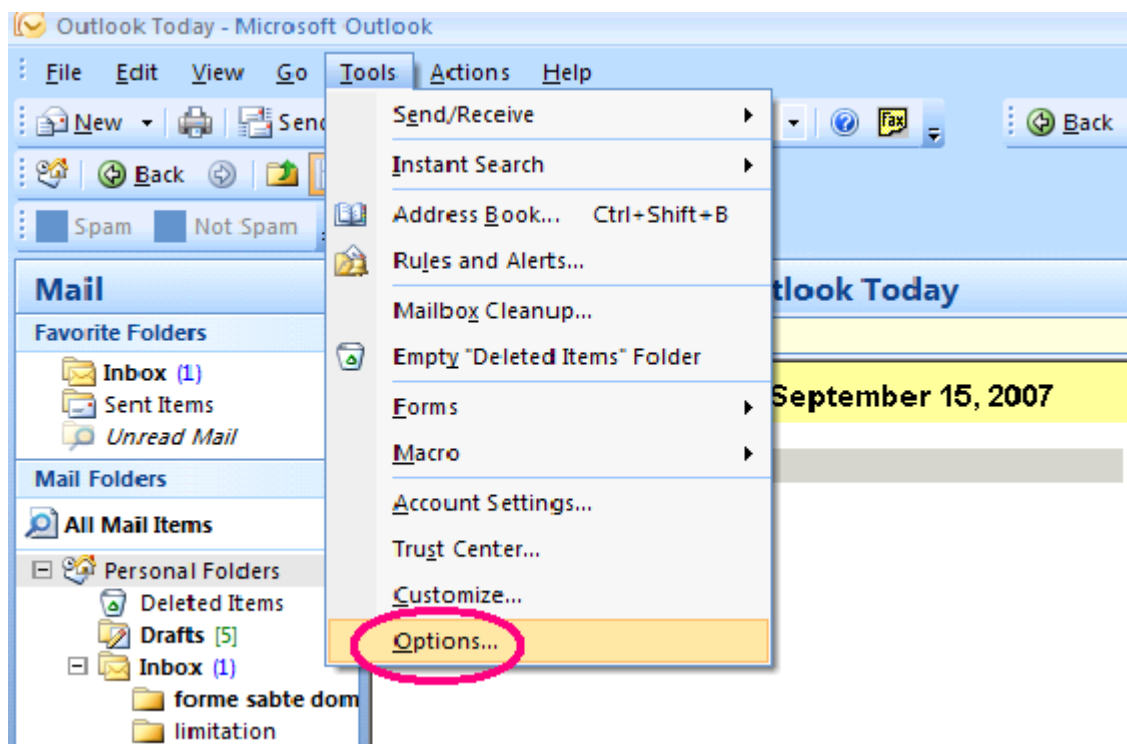 Outlook Today - Microsoft Outlook
File Edit View Go Tools Actions Help
New Send
Fax
Back
Back
Spam Not Spam
Send/Receive
Instant Search
Address Book... Ctrl+Shift+B
Rules and Alerts...
Mailbox Cleanup...
Empty "Deleted Items" Folder
Forms
Macro
Account Settings...
Trust Center...
Customize...
Options...
Mail
Favorite Folders
Inbox (1)
Sent Items
Unread Mail
Mail Folders
All Mail Items
Personal Folders
Deleted Items
Drafts [5]
Inbox (1)
forme sabte dom
limitation
tlook Today
September 15, 2007